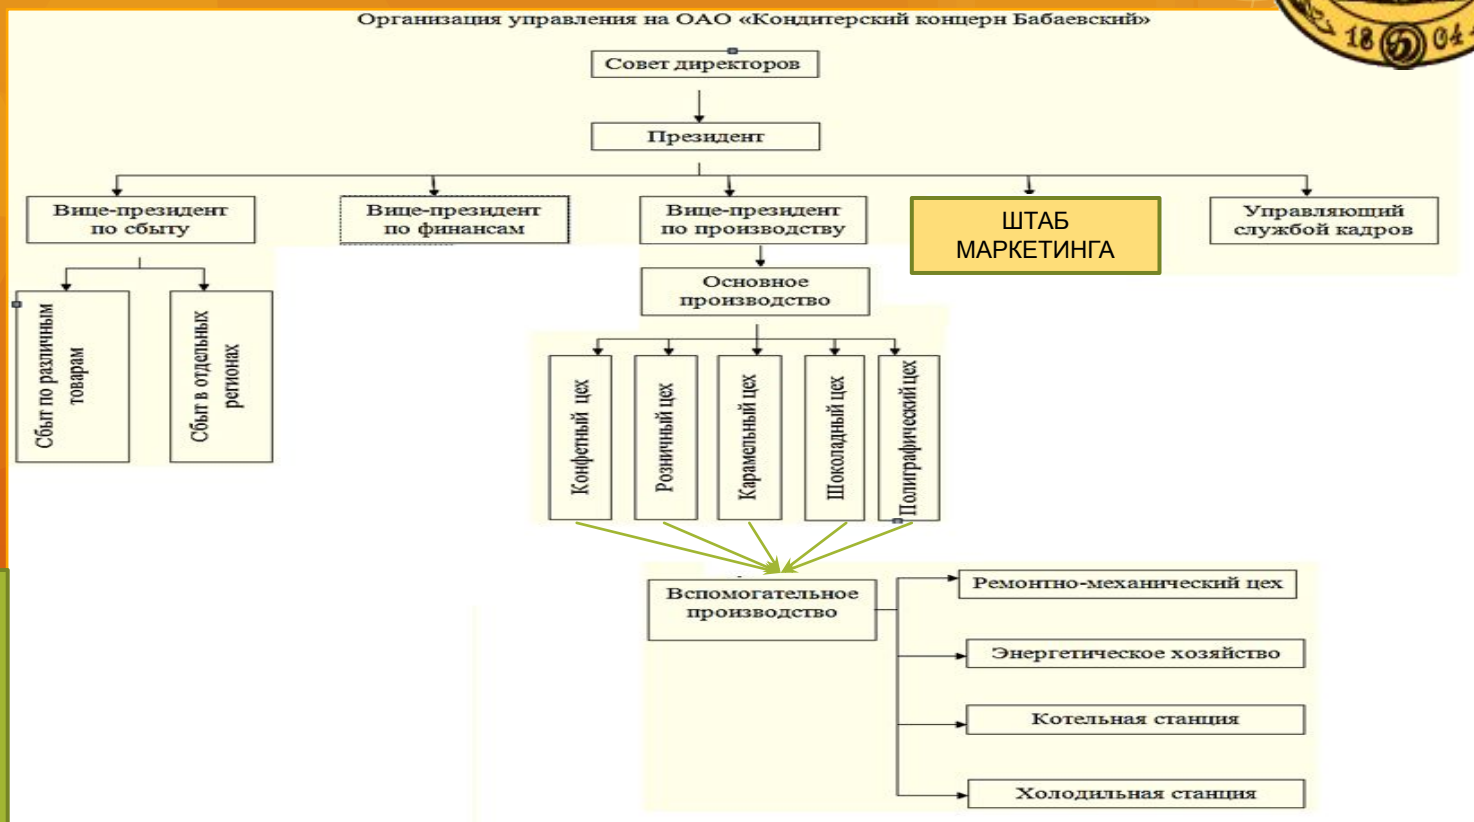 Организация управления на ОАО «Кондитерский концерн Бабаевский»
1804
Совет директоров
Президент
Вице-президент
по сбыту
Вице-президент
по финансам
Вице-президент
по производству
ШТАБ
МАРКЕТИНГА
Управляющий
службой кадров
Сбыт по различным
товарам
Сбыт в отдельных
регионах
Основное
производство
Конфетный цех
Розничный цех
Карамельный цех
Шоколадный цех
Полиграфический цех
Вспомогательное
производство
Ремонтно-механический цех
Энергетическое хозяйство
Котельная станция
Холодильная станция